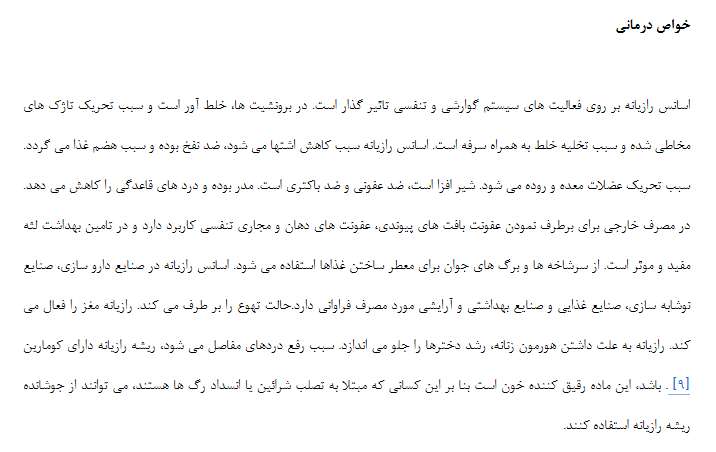 خواص درمانی
اسانس رازیانه بر روی فعالیت های سیستم گوارشی و تنفسی تاثیر گذار است. در برونشیت ها، خلط آور است و سبب تحریک تاژک های
مخاطی شده و سبب تخلیه خلط به همراه سرفه است. اسانس رازیانه سبب کاهش اشتها می شود، ضد نفخ بوده و سبب هضم غذا می گردد.
سبب تحریک عضلات معده و روده می شود. شیر افزا است، ضد عفونی و ضد باکتری است. مدر بوده و درد های قاعدگی را کاهش می دهد.
در مصرف خارجی برای برطرف نمودن عفونت بافت های پیوندی، عفونت های دهان و مجاری تنفسی کاربرد دارد و در تامین بهداشت لثه
مفید و موثر است. از سرشاخه ها و برگ های جوان برای معطر ساختن غذاها استفاده می شود. اسانس رازیانه در صنایع دارو سازی، صنایع
نوشابه سازی، صنایع غذایی و صنایع بهداشتی و آرایشی مورد مصرف فراوانی دارد.حالت تهوع را بر طرف می کند. رازیانه مغز را فعال می
کند. رازیانه به علت داشتن هورمون زنانه، رشد دخترها را جلو می اندازد. سبب رفع دردهای مفاصل می شود، ریشه رازیانه دارای کومارین
[۹] . باشد، این ماده رقیق کننده خون است بنا بر این کسانی که مبتلا به تصلب شرائین یا انسداد رگ ها هستند، می توانند از جوشانده
ریشه رازیانه استفاده کنند.